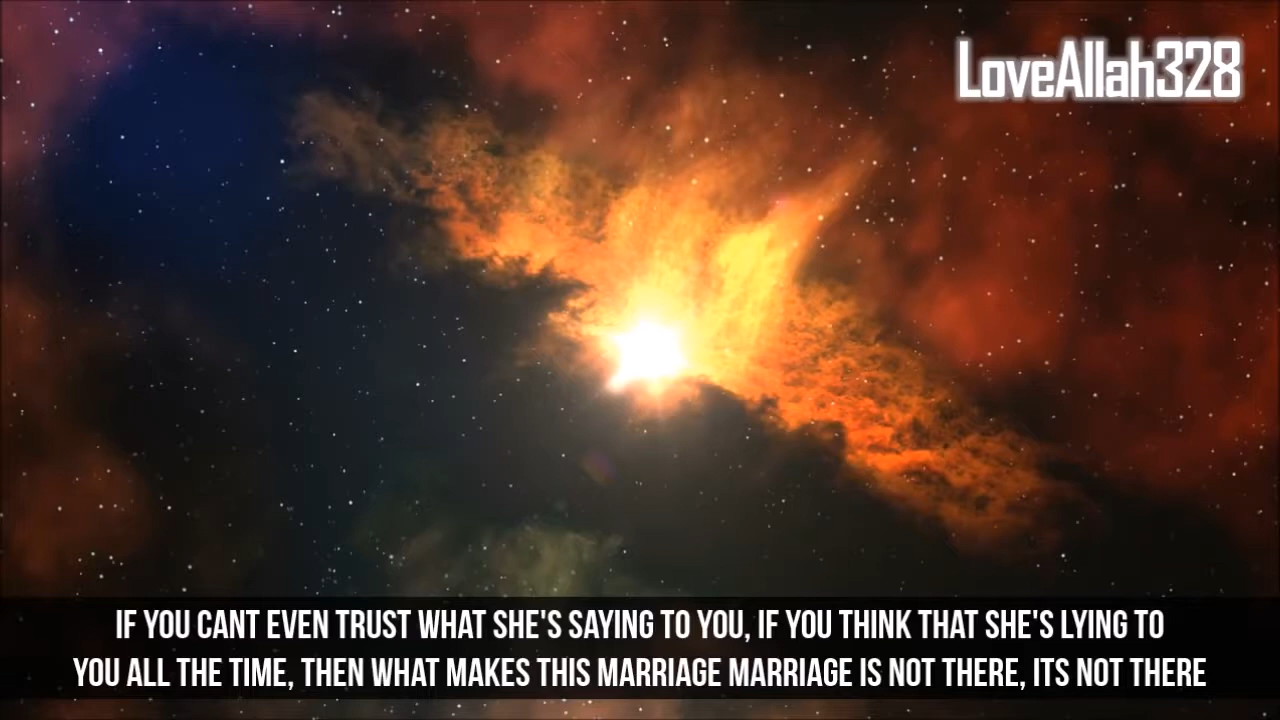 LoveAllah328
IF YOU CANT EVEN TRUST WHAT SHE'S SAYING TO YOU, IF YOU THINK THAT SHE'S LYING TO
YOU ALL THE TIME, THEN WHAT MAKES THIS MARRIAGE MARRIAGE IS NOT THERE, ITS NOT THERE